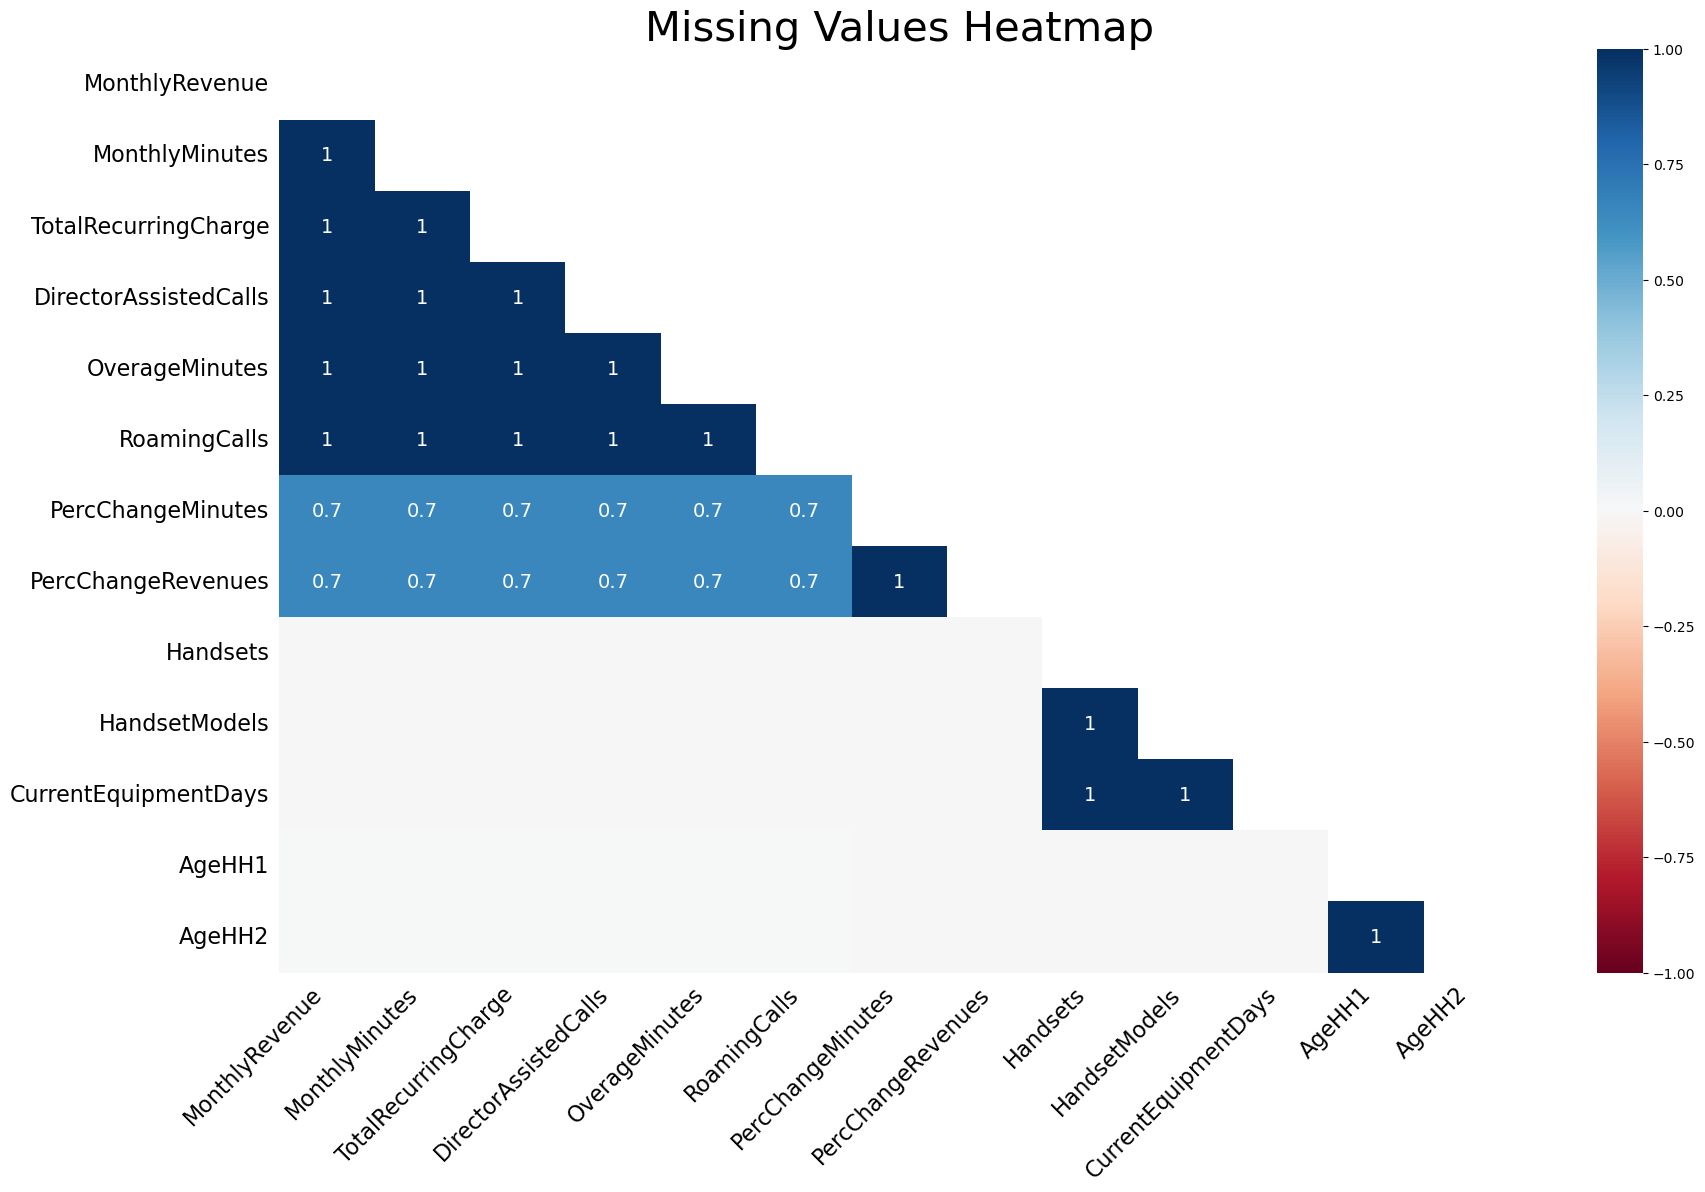 Missing Values Heatmap
MonthlyRevenue
MonthlyMinutes 1
TotalRecurringCharge 1 1
DirectorAssistedCalls 1 1 1
OverageMinutes 1 1 1 1
RoamingCalls 1 1 1 1 1
PercChangeMinutes 0.7 0.7 0.7 0.7 0.7 0.7
PercChangeRevenues 0.7 0.7 0.7 0.7 0.7 0.7 1
Handsets
HandsetModels 1
CurrentEquipmentDays 1 1
AgeHH1
AgeHH2 1
MonthlyRevenue
MonthlyMinutes
TotalRecurringCharge
DirectorAssistedCalls
OverageMinutes
RoamingCalls
PercChangeMinutes
PercChangeRevenues
Handsets
HandsetModels
CurrentEquipmentDays
AgeHH1
AgeHH2
1.00
0.75
0.50
0.25
0.00
−0.25
−0.50
−0.75
−1.00